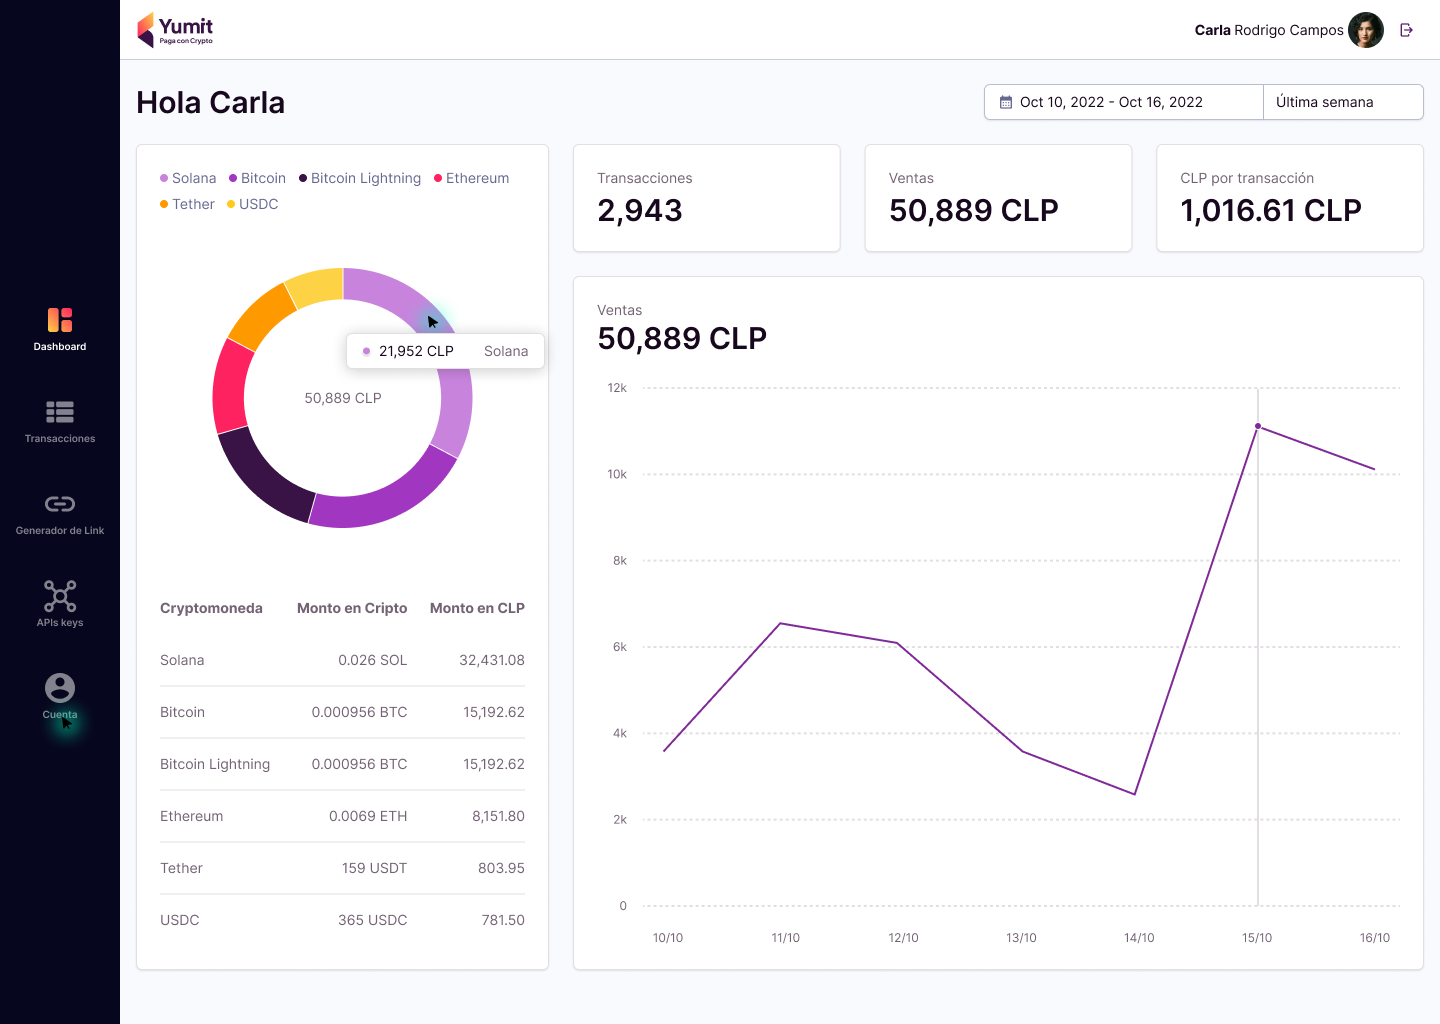 Yumit
Paga con Crypto
Carla Rodrigo Campos
Dashboard
Transacciones
Generador de Link
APIs keys
Cuenta
Hola Carla
Oct 10, 2022 - Oct 16, 2022
Última semana
Solana Bitcoin Bitcoin Lightning Ethereum
Tether USDC
21,952 CLP Solana
50,889 CLP
Cryptomoneda Monto en Cripto Monto en CLP
Solana 0.026 SOL 32,431.08
Bitcoin 0.000956 BTC 15,192.62
Bitcoin Lightning 0.000956 BTC 15,192.62
Ethereum 0.0069 ETH 8,151.80
Tether 159 USDT 803.95
USDC 365 USDC 781.50
Transacciones
2,943
Ventas
50,889 CLP
CLP por transacción
1,016.61 CLP
Ventas
50,889 CLP
12k
10k
8k
6k
4k
2k
0
10/10 11/10 12/10 13/10 14/10 15/10 16/10